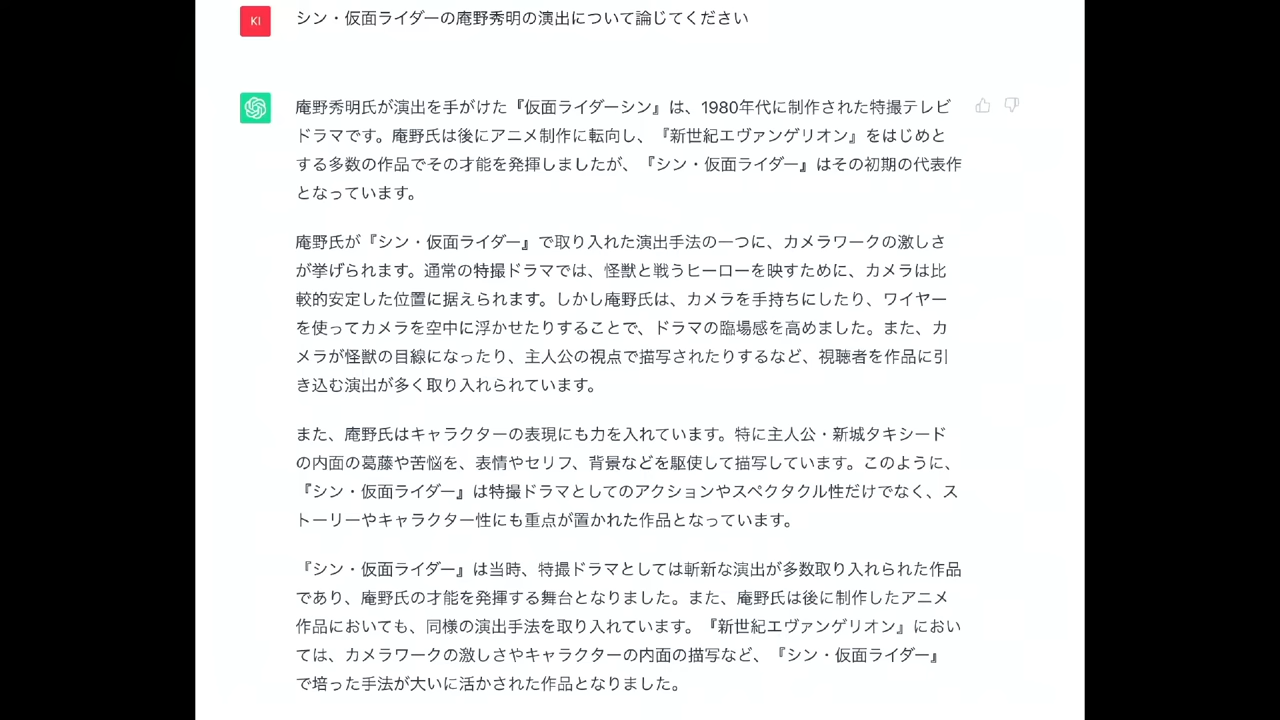 KI
シン・仮面ライダーの庵野秀明の演出について論じてください
庵野秀明氏が演出を手がけた『仮面ライダーシン』は、1980年代に制作された特撮テレビ
ドラマです。庵野氏は後にアニメ制作に転向し、『新世紀エヴァンゲリオン』をはじめと
する多数の作品でその才能を発揮しましたが、『シン・仮面ライダー』はその初期の代表作
となっています。
庵野氏が『シン・仮面ライダー』で取り入れた演出手法の一つに、カメラワークの激しさ
が挙げられます。通常の特撮ドラマでは、怪獣と戦うヒーローを映すために、カメラは比
較的安定した位置に据えられます。しかし庵野氏は、カメラを手持ちにしたり、ワイヤー
を使ってカメラを空中に浮かせたりすることで、ドラマの臨場感を高めました。また、カ
メラが怪獣の目線になったり、主人公の視点で描写されたりするなど、視聴者を作品に引
き込む演出が多く取り入れられています。
また、庵野氏はキャラクターの表現にも力を入れています。特に主人公・新城タキシード
の内面の葛藤や苦悩を、表情やセリフ、背景などを駆使して描写しています。このように、
『シン・仮面ライダー』は特撮ドラマとしてのアクションやスペクタクル性だけでなく、ス
トーリーやキャラクター性にも重点が置かれた作品となっています。
『シン・仮面ライダー』は当時、特撮ドラマとしては斬新な演出が多数取り入れられた作品
であり、庵野氏の才能を発揮する舞台となりました。また、庵野氏は後に制作したアニメ
作品においても、同様の演出手法を取り入れています。『新世紀エヴァンゲリオン』におい
ては、カメラワークの激しさやキャラクターの内面の描写など、『シン・仮面ライダー』
で培った手法が大いに活かされた作品となりました。